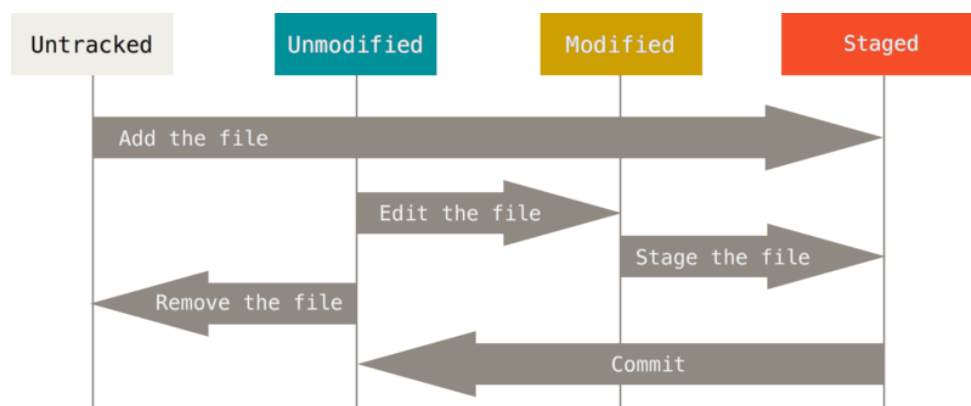 Untracked
Unmodified
Modified
Staged
Add the file
Edit the file
Stage the file
Remove the file
Commit